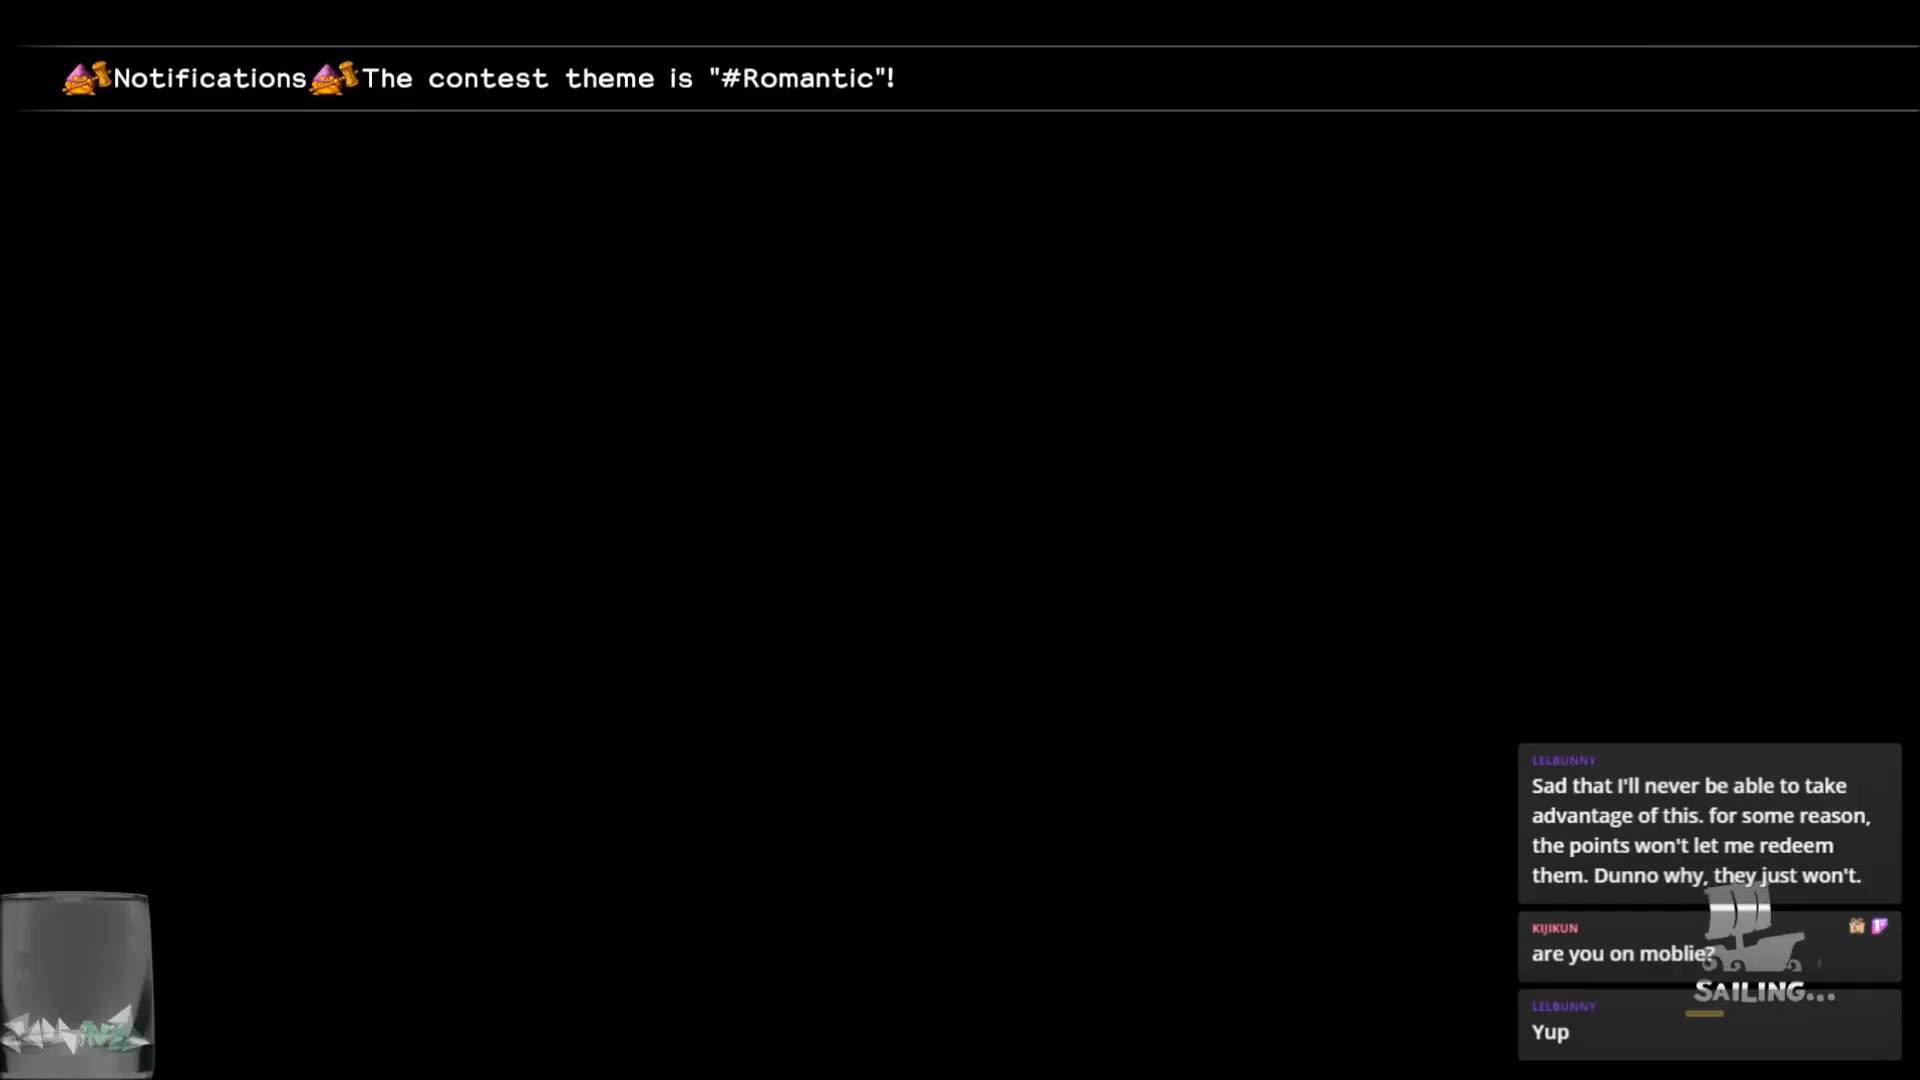 Notifications The contest theme is "#Romantic"!
LELBUNNY
Sad that I'll never be able to take
advantage of this. for some reason,
the points won't let me redeem
them. Dunno why, they just won't.
KIJIKUN
are you on moblie?
SAILING...
LELBUNNY
Yup